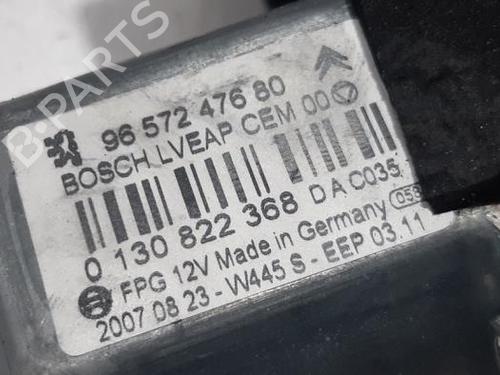 96 572 476 80
BOSCH LVEAP CEM 00
0 130 822 368 D A C035
FPG 12V Made in Germany 058
2007 08 23 - W445 S - EEP 03.11
B-PARTS